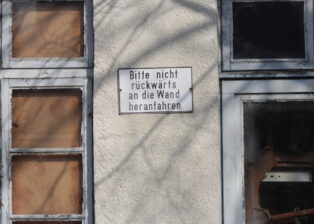 Bitte nicht
rückwärts
an die Wand
heranfahren